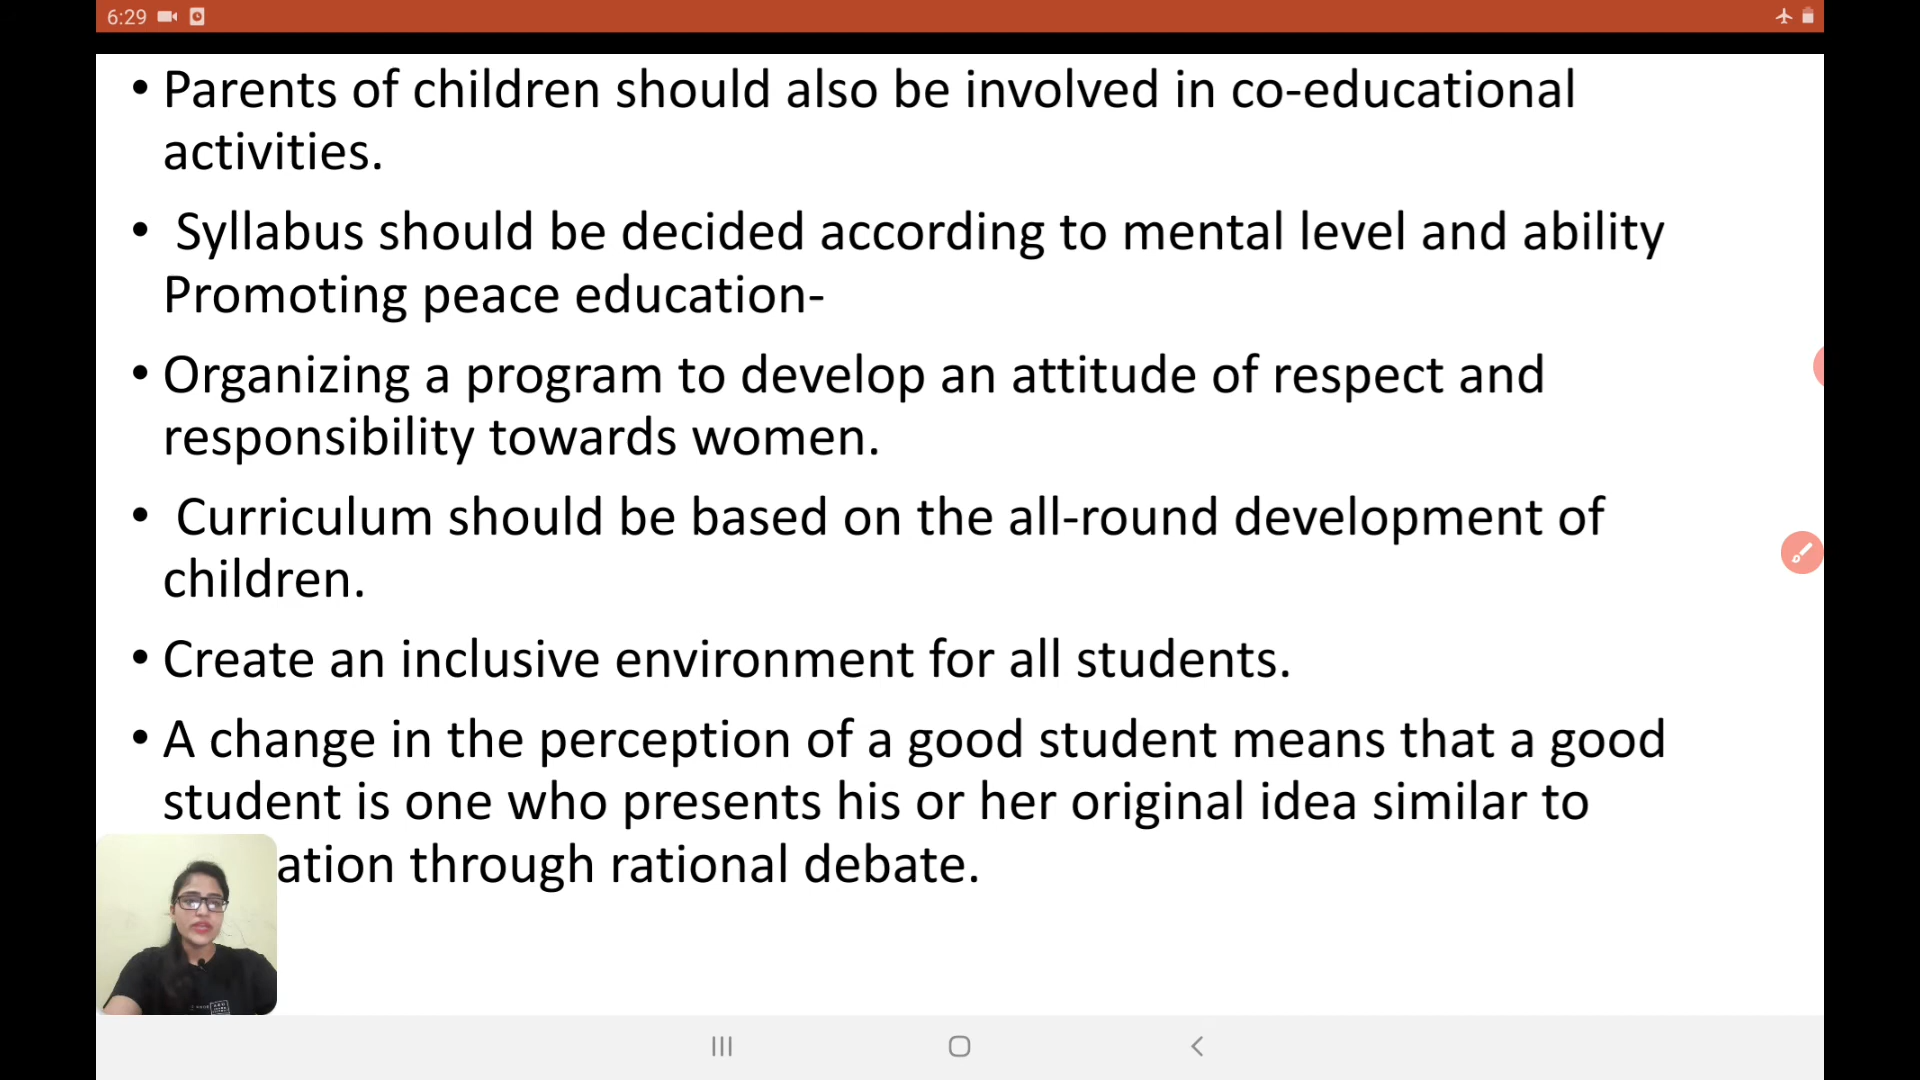 6:29
• Parents of children should also be involved in co-educational
activities.
• Syllabus should be decided according to mental level and ability
Promoting peace education-
• Organizing a program to develop an attitude of respect and
responsibility towards women.
• Curriculum should be based on the all-round development of
children.
• Create an inclusive environment for all students.
• A change in the perception of a good student means that a good
student is one who presents his or her original idea similar to
ation through rational debate.